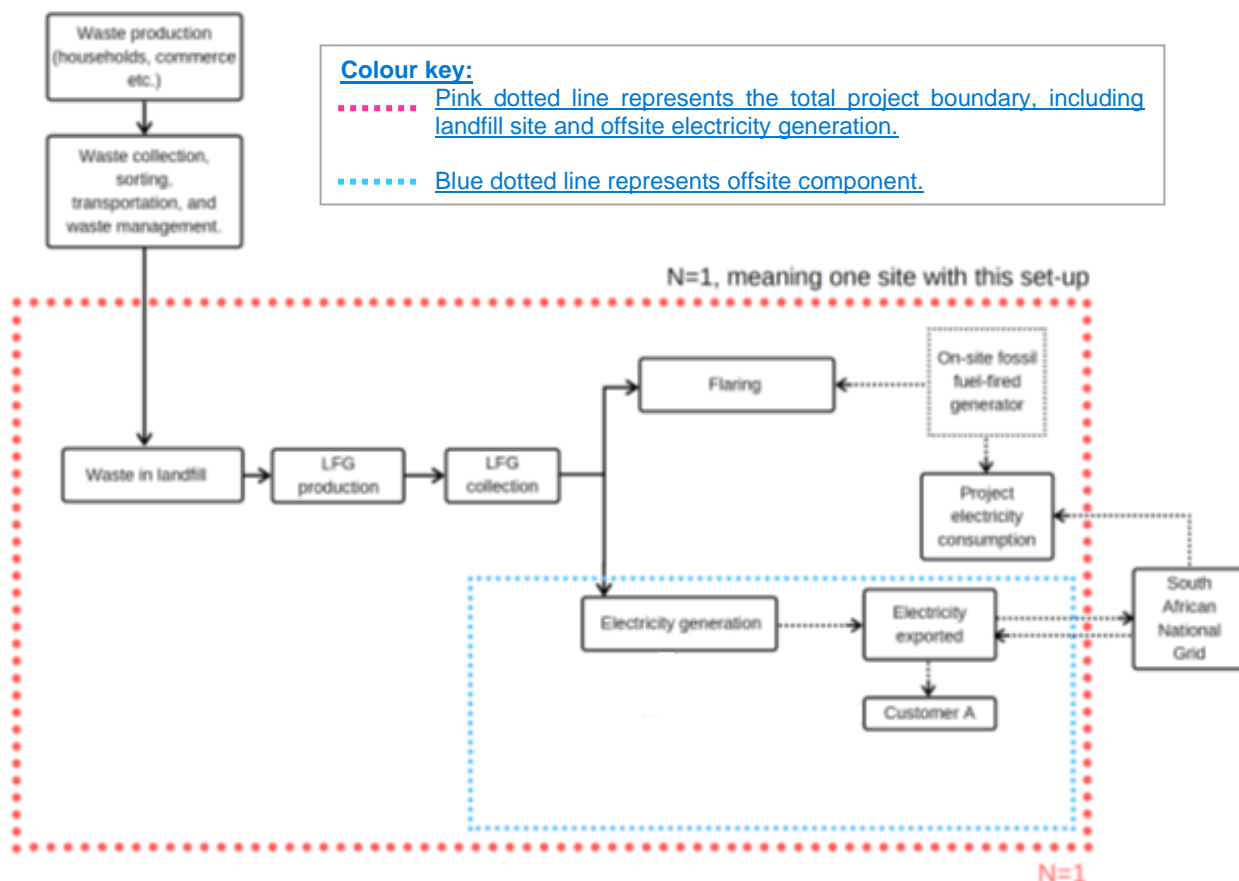 Waste production
(households, commerce
etc.)
Colour key:
Pink dotted line represents the total project boundary, including
landfill site and offsite electricity generation.
Blue dotted line represents offsite component.
Waste collection,
sorting,
transportation, and
waste management.
N=1, meaning one site with this set-up
On-site fossil
fuel-fired
generator
Flaring
Waste in landfill
LFG
production
LFG
collection
Project
electricity
consumption
South
African
National
Grid
Electricity generation
Electricity
exported
Customer A
N=1